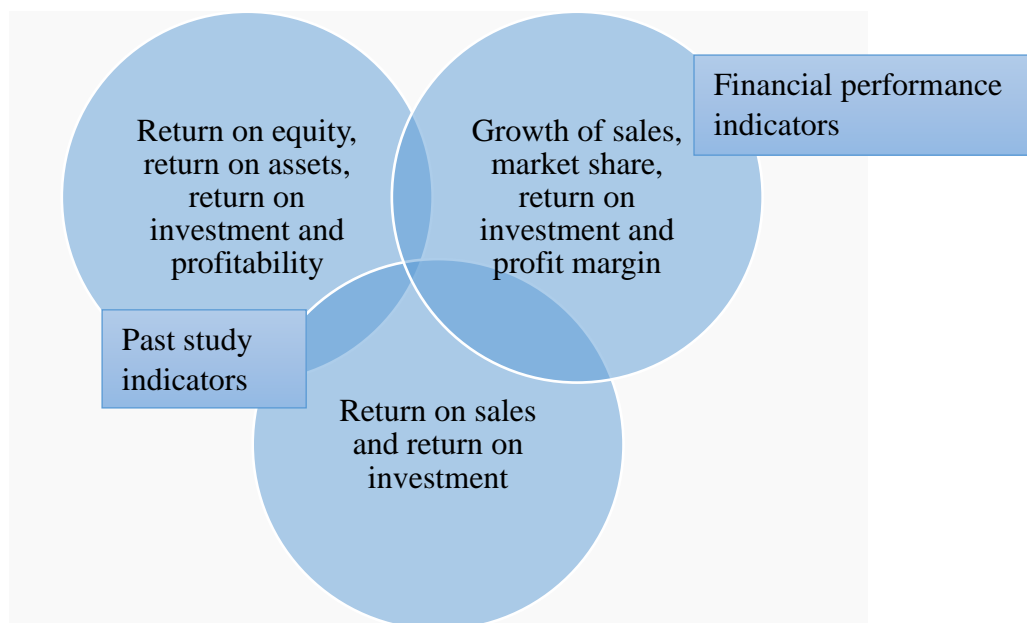 Return on equity,
return on assets,
return on
investment and
profitability
Growth of sales,
market share,
return on
investment and
profit margin
Financial performance
indicators
Past study
indicators
Return on sales
and return on
investment